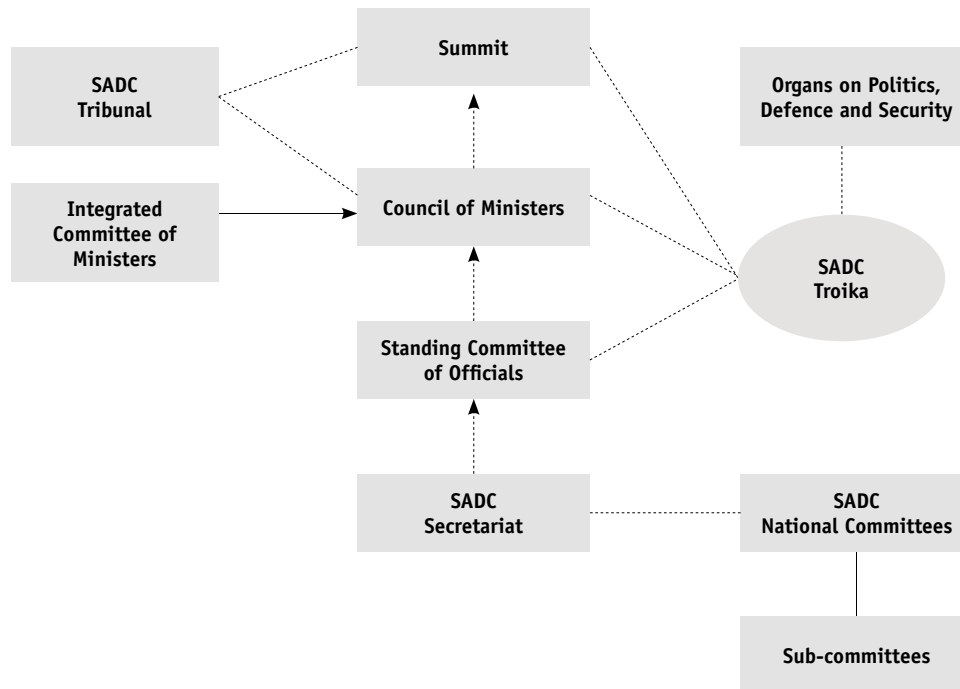 SADC
Tribunal
Summit
Organs on Politics,
Defence and Security
Integrated
Committee of
Ministers
Council of Ministers
SADC
Troika
Standing Committee
of Officials
SADC
Secretariat
SADC
National Committees
Sub-committees